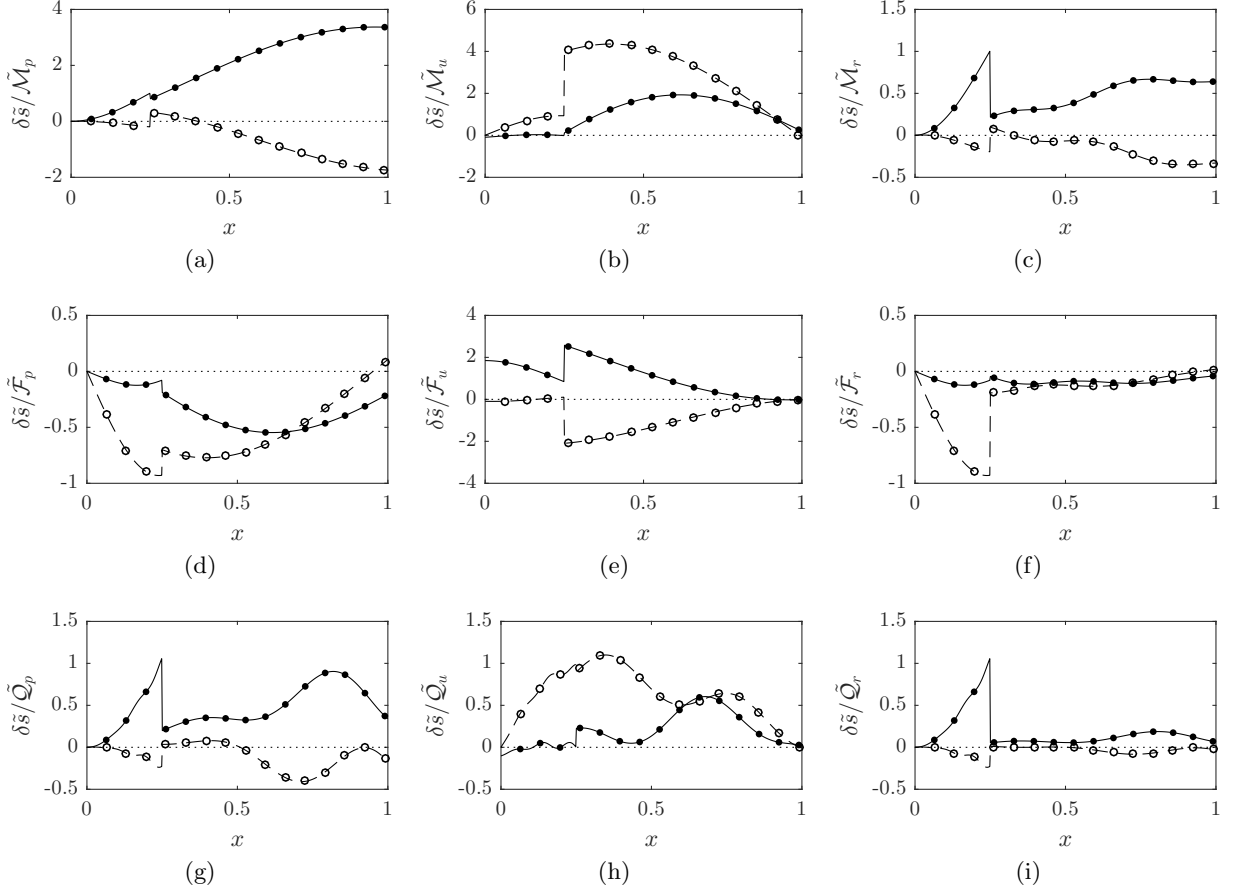 4
2
0
-2
0
0.5
1
δs̃/M̃p
x
(a)
6
4
2
0
-2
0
0.5
1
δs̃/M̃u
x
(b)
1
0.5
0
-0.5
0
0.5
1
δs̃/M̃r
x
(c)
0.5
0
-0.5
-1
0
0.5
1
δs̃/F̃p
x
(d)
4
2
0
-2
-4
0
0.5
1
δs̃/F̃u
x
(e)
0.5
0
-0.5
-1
0
0.5
1
δs̃/F̃r
x
(f)
1.5
1
0.5
0
-0.5
0
0.5
1
δs̃/Q̃p
x
(g)
1.5
1
0.5
0
-0.5
0
0.5
1
δs̃/Q̃u
x
(h)
1.5
1
0.5
0
-0.5
0
0.5
1
δs̃/Q̃r
x
(i)